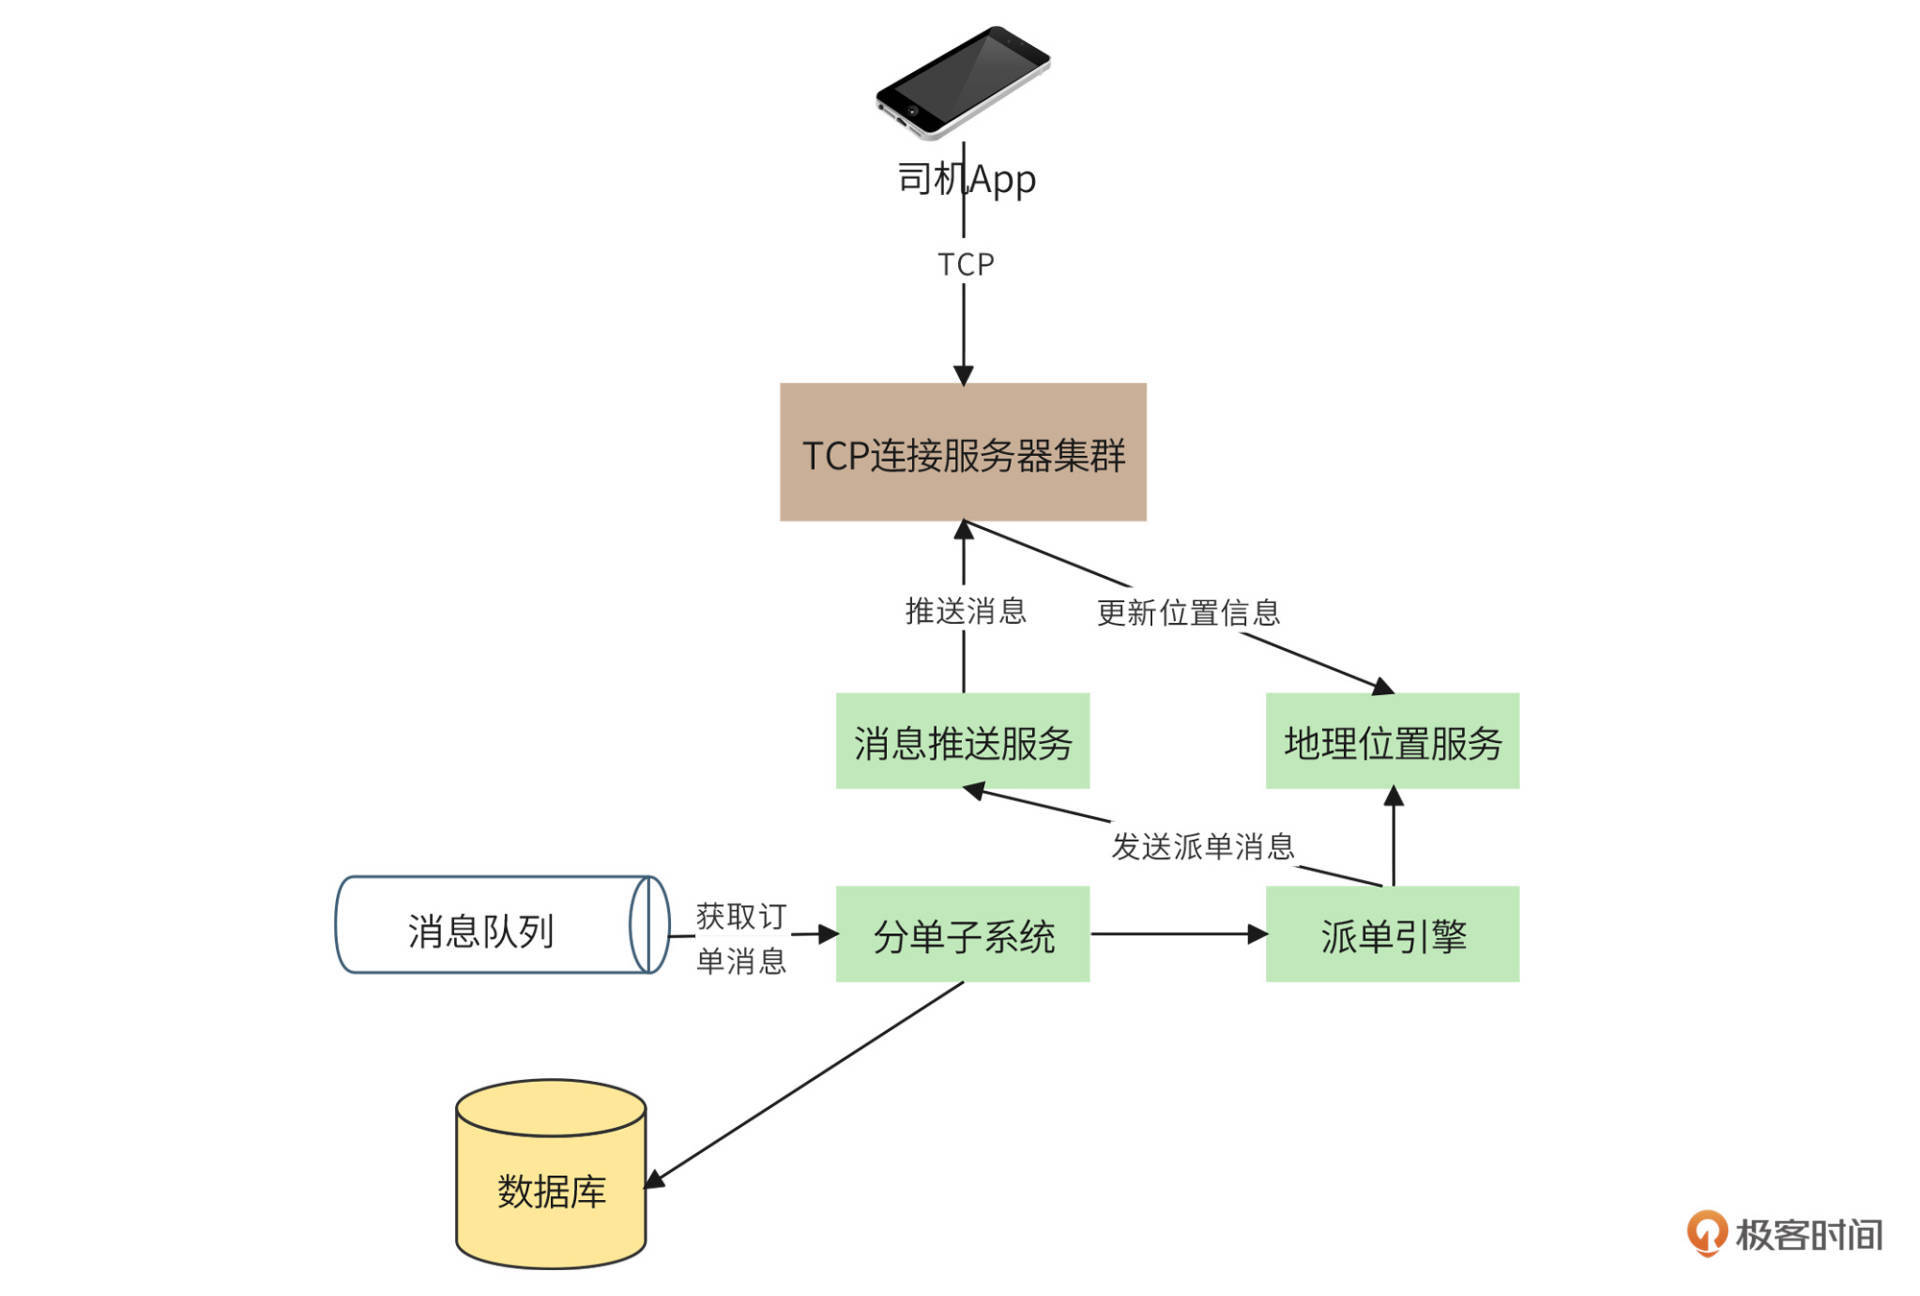 司机App
TCP
TCP连接服务器集群
推送消息
更新位置信息
消息推送服务
地理位置服务
发送派单消息
消息队列
获取订
单消息
分单子系统
派单引擎
数据库
极客时间